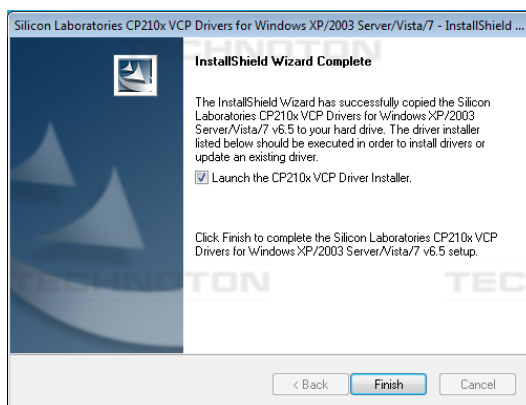 Silicon Laboratories CP210x VCP Drivers for Windows XP/2003 Server/Vista/7 - InstallShield ...
TECHNOTON
InstallShield Wizard Complete
The InstallShield Wizard has successfully copied the Silicon
Laboratories CP210x VCP Drivers for Windows XP/2003
Server/Vista/7 v6.5 to your hard drive. The driver installer
listed below should be executed in order to install drivers or
update an existing driver.
Launch the CP210x VCP Driver Installer.
Click Finish to complete the Silicon Laboratories CP210x VCP
Drivers for Windows XP/2003 Server/Vista/7 v6.5 setup.
TECHNOTON TEC
< Back Finish Cancel